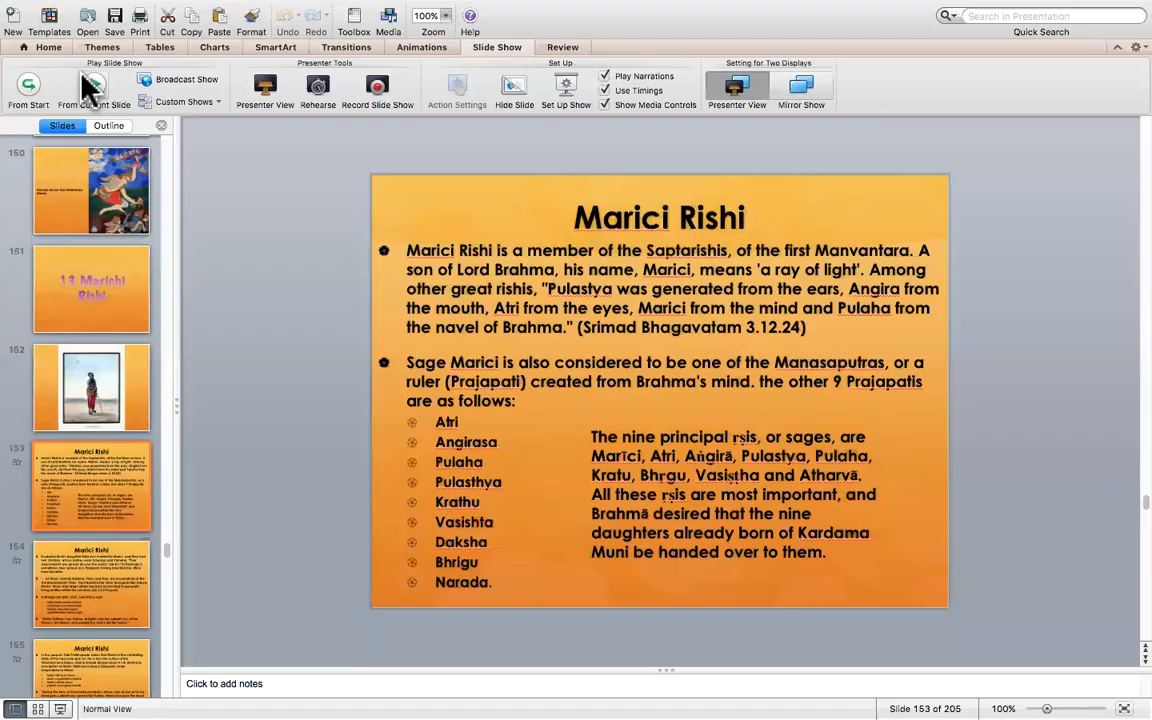 New Templates Open Save Print Cut Copy Paste Format Undo Redo Toolbox Media 100% Zoom Help
Search in Presentation
Quick Search
Home Themes Tables Charts SmartArt Transitions Animations Slide Show Review
Play Slide Show Presenter Tools Set Up Setting for Two Displays
Broadcast Show
Custom Shows
From Start
Presenter View Rehearse Record Slide Show
Action Settings Hide Slide Set Up Show
Play Narrations
Use Timings
Show Media Controls
Presenter View Mirror Show
Slides Outline
150
151
13 Marichi
Rishi
152
153
Marici Rishi
154
Marici Rishi
155
Marici Rishi
Marici Rishi
Marici Rishi is a member of the Saptarishis, of the first Manvantara. A
son of Lord Brahma, his name, Marici, means 'a ray of light'. Among
other great rishis, "Pulastya was generated from the ears, Angira from
the mouth, Atri from the eyes, Marici from the mind and Pulaha from
the navel of Brahma." (Srimad Bhagavatam 3.12.24)
Sage Marici is also considered to be one of the Manasaputras, or a
ruler (Prajapati) created from Brahma's mind. the other 9 Prajapatis
are as follows:
Atri
Angirasa
Pulaha
Pulasthya
Krathu
Vasishta
Daksha
Bhrigu
Narada.
The nine principal ṛṣis, or sages, are
Marīci, Atri, Aṅgirā, Pulastya, Pulaha,
Kratu, Bhṛgu, Vasiṣṭha and Atharvā.
All these ṛṣis are most important, and
Brahmā desired that the nine
daughters already born of Kardama
Muni be handed over to them.
Click to add notes
Normal View
Slide 153 of 205
100%